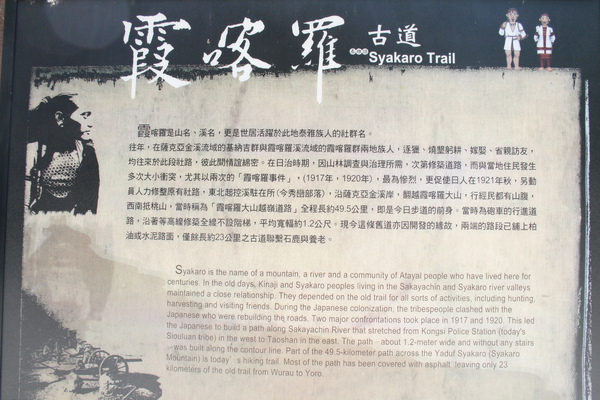 霞喀羅古道
Syakaro Trail
霞喀羅是山名，溪名，更是世居活躍於此地泰雅族人的社群名。
往年，在薩克亞金溪流域的基納吉群與霞喀羅溪流域的霞喀羅群兩地族人，逐獵、燒墾躬耕、嫁娶、省親訪友，
均往來於此段社路，彼此間情誼綿密。在日治時期，因山林調查與治理所需，次第修築道路，而與當地住民發生
多次大小衝突，尤其以兩次的「霞喀羅事件」，(1917年，1920年)，最為慘烈，更促使日人在1921年秋，另動
員人力修整原有社路，東北起控溪駐在所(今秀巒部落)，沿薩克亞金溪岸，翻越霞喀羅大山，行經民都有山腹，
西南抵桃山，當時稱為「霞喀羅大山越嶺道路」全程長約49.5公里，即是今日步道的前身。當時為砲車的行進道
路，沿著等高線修築全線不設階梯，平均寬幅約1.2公尺。現今這條舊道亦因開發的緣故，兩端的路段已舖上柏
油或水泥路面，僅餘長約23公里之古道聯繫石鹿與養老。
Syakaro is the name of a mountain, a river and a community of Atayal people who have lived here for
centuries. In the old days, Kinaji and Syakaro peoples living in the Sakayachin and Syakaro river valleys
maintained a close relationship. They depended on the old trail for all sorts of activities, including hunting,
harvesting and visiting friends. During the Japanese colonization, the tribespeople clashed with the
Japanese who were rebuilding the roads. Two major confrontations took place in 1917 and 1920. This led
the Japanese to build a path along Sakayachin River that stretched from Kongsi Police Station (today's
Siouluan tribe) in the west to Taoshan in the east. The path about 1.2-meter wide and without any stairs
was built along the contour line. Part of the 49.5-kilometer path across the Yaduf Syakaro (Syakaro
Mountain) is today's hiking trail. Most of the path has been covered with asphalt, leaving only 23
kilometers of the old trail from Wurau to Yoro.